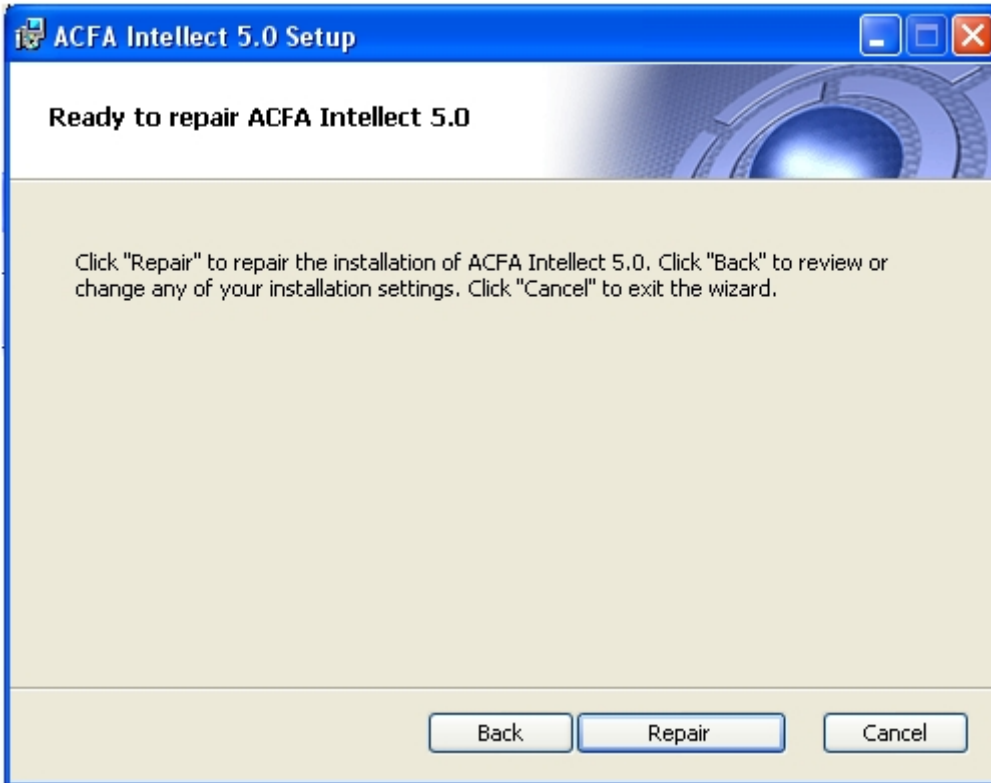 ACFA Intellect 5.0 Setup
Ready to repair ACFA Intellect 5.0
Click "Repair" to repair the installation of ACFA Intellect 5.0. Click "Back" to review or
change any of your installation settings. Click "Cancel" to exit the wizard.
Back Repair Cancel